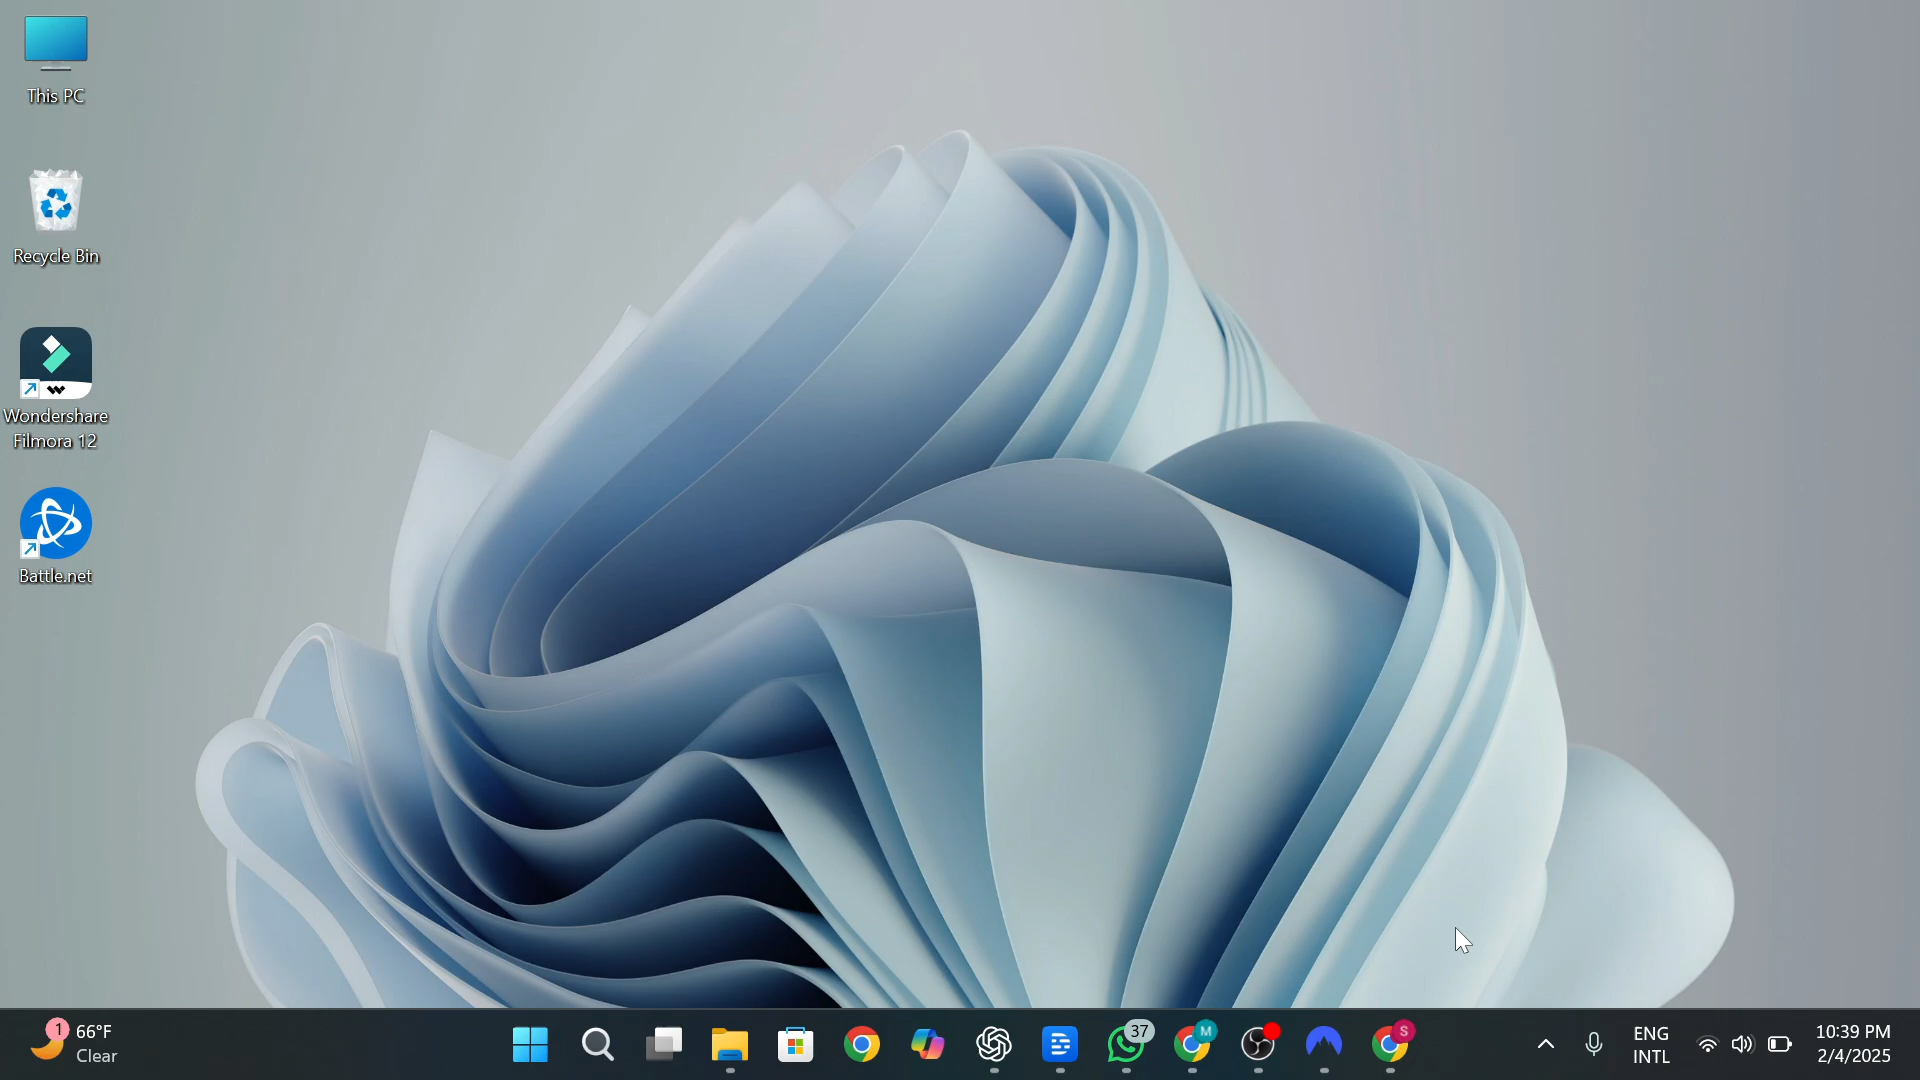 This PC
Recycle Bin
Wondershare
Filmora 12
Battle.net
1
66°F
Clear
37
M
S
ENG
INTL
10:39 PM
2/4/2025